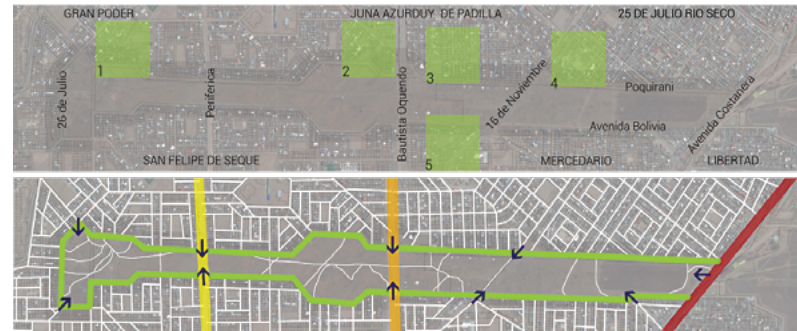 GRAN PODER
JUNA AZURDUY DE PADILLA
25 DE JULIO RIO SECO
1
2
3
4
5
26 de Julio
Periferica
Bautista Oquendo
16 de Noviembre
Poquirani
Avenida Bolivia
Avenida Costanera
SAN FELIPE DE SEQUE
MERCEDARIO
LIBERTAD